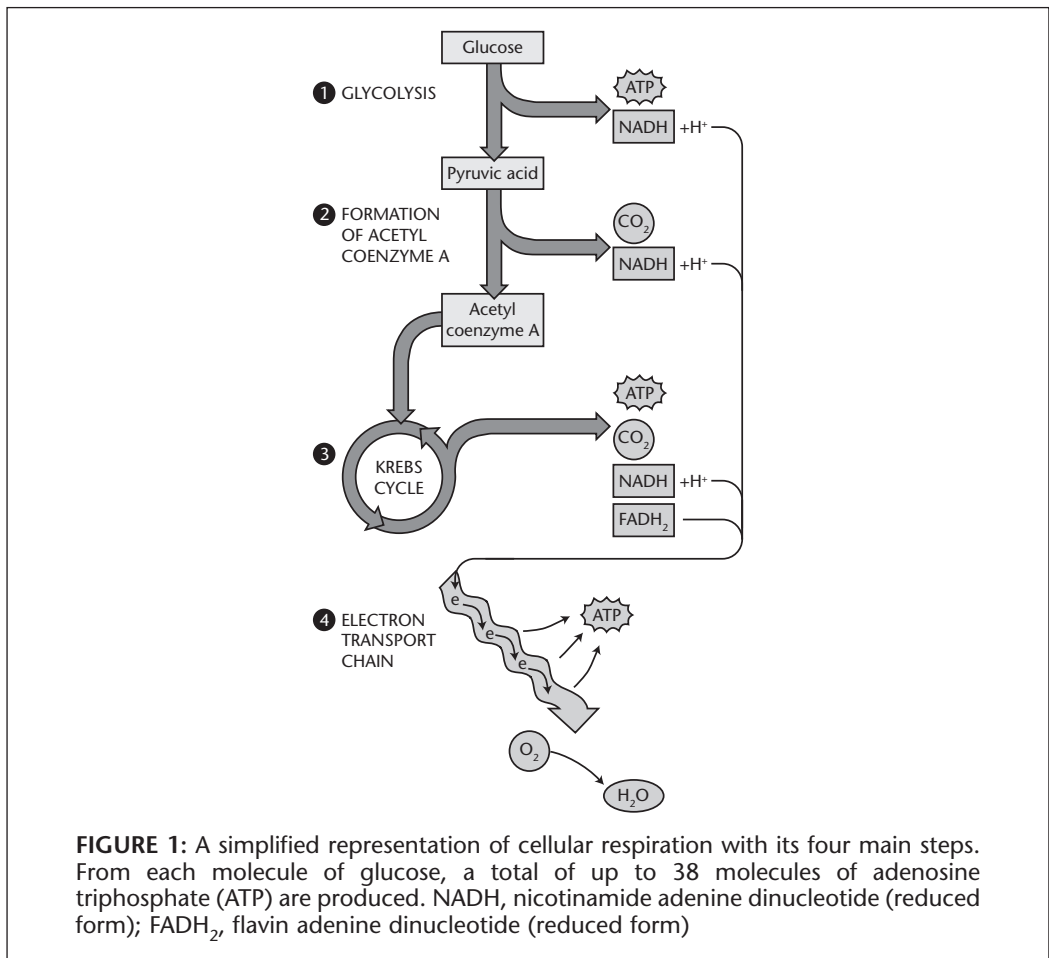 Glucose
1 GLYCOLYSIS
ATP
NADH +H⁺
Pyruvic acid
2 FORMATION
OF ACETYL
COENZYME A
CO₂
NADH +H⁺
Acetyl
coenzyme A
ATP
CO₂
3
KREBS
CYCLE
NADH +H⁺
FADH₂
4 ELECTRON
TRANSPORT
CHAIN
e
e
e
ATP
O₂
H₂O
FIGURE 1: A simplified representation of cellular respiration with its four main steps.
From each molecule of glucose, a total of up to 38 molecules of adenosine
triphosphate (ATP) are produced. NADH, nicotinamide adenine dinucleotide (reduced
form); FADH₂, flavin adenine dinucleotide (reduced form)